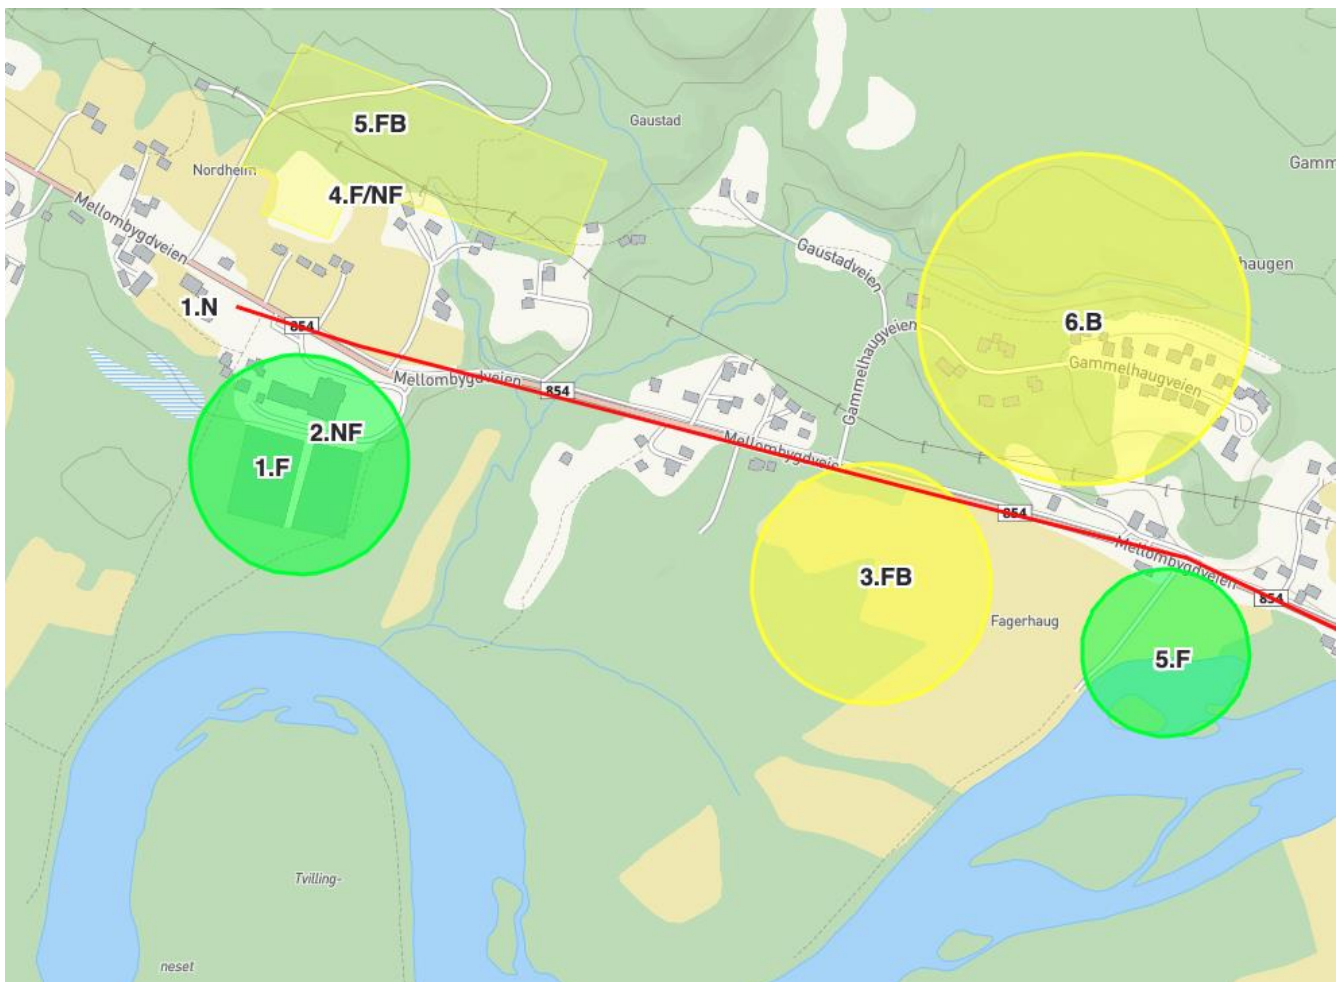 5.FB
Gaustad
Nordheim
Gamm
4.F/NF
Mellombygdveien
Gaustadveien
haugen
1.N
6.B
854
Gammelhaugveien
Gammelhaugveien
Mellombygdveien
854
2.NF
Mellombygdveien
1.F
854
Mellombygdveien
3.FB
854
Fagerhaug
5.F
Tvilling-
neset